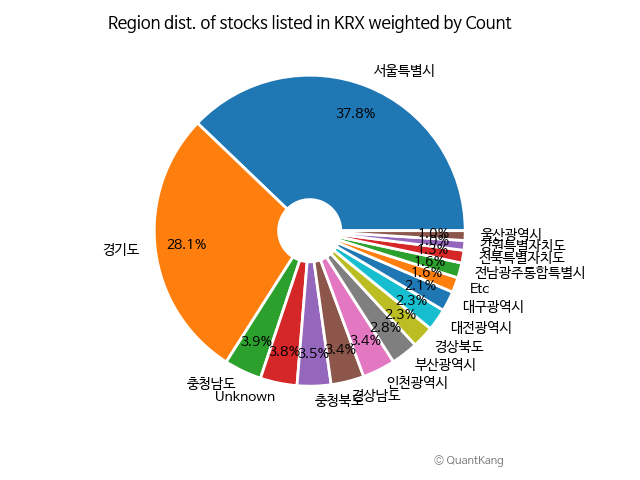 Region dist. of stocks listed in KRX weighted by Count
서울특별시
37.8%
경기도
28.1%
충청남도
3.9%
Unknown
3.8%
충청북도
3.5%
경상남도
3.4%
인천광역시
3.4%
부산광역시
2.8%
경상북도
2.3%
대전광역시
2.3%
대구광역시
2.1%
Etc
1.6%
전남광주통합특별시
1.6%
전북특별자치도
1.3%
강원특별자치도
1.0%
울산광역시
1.0%
© QuantKang